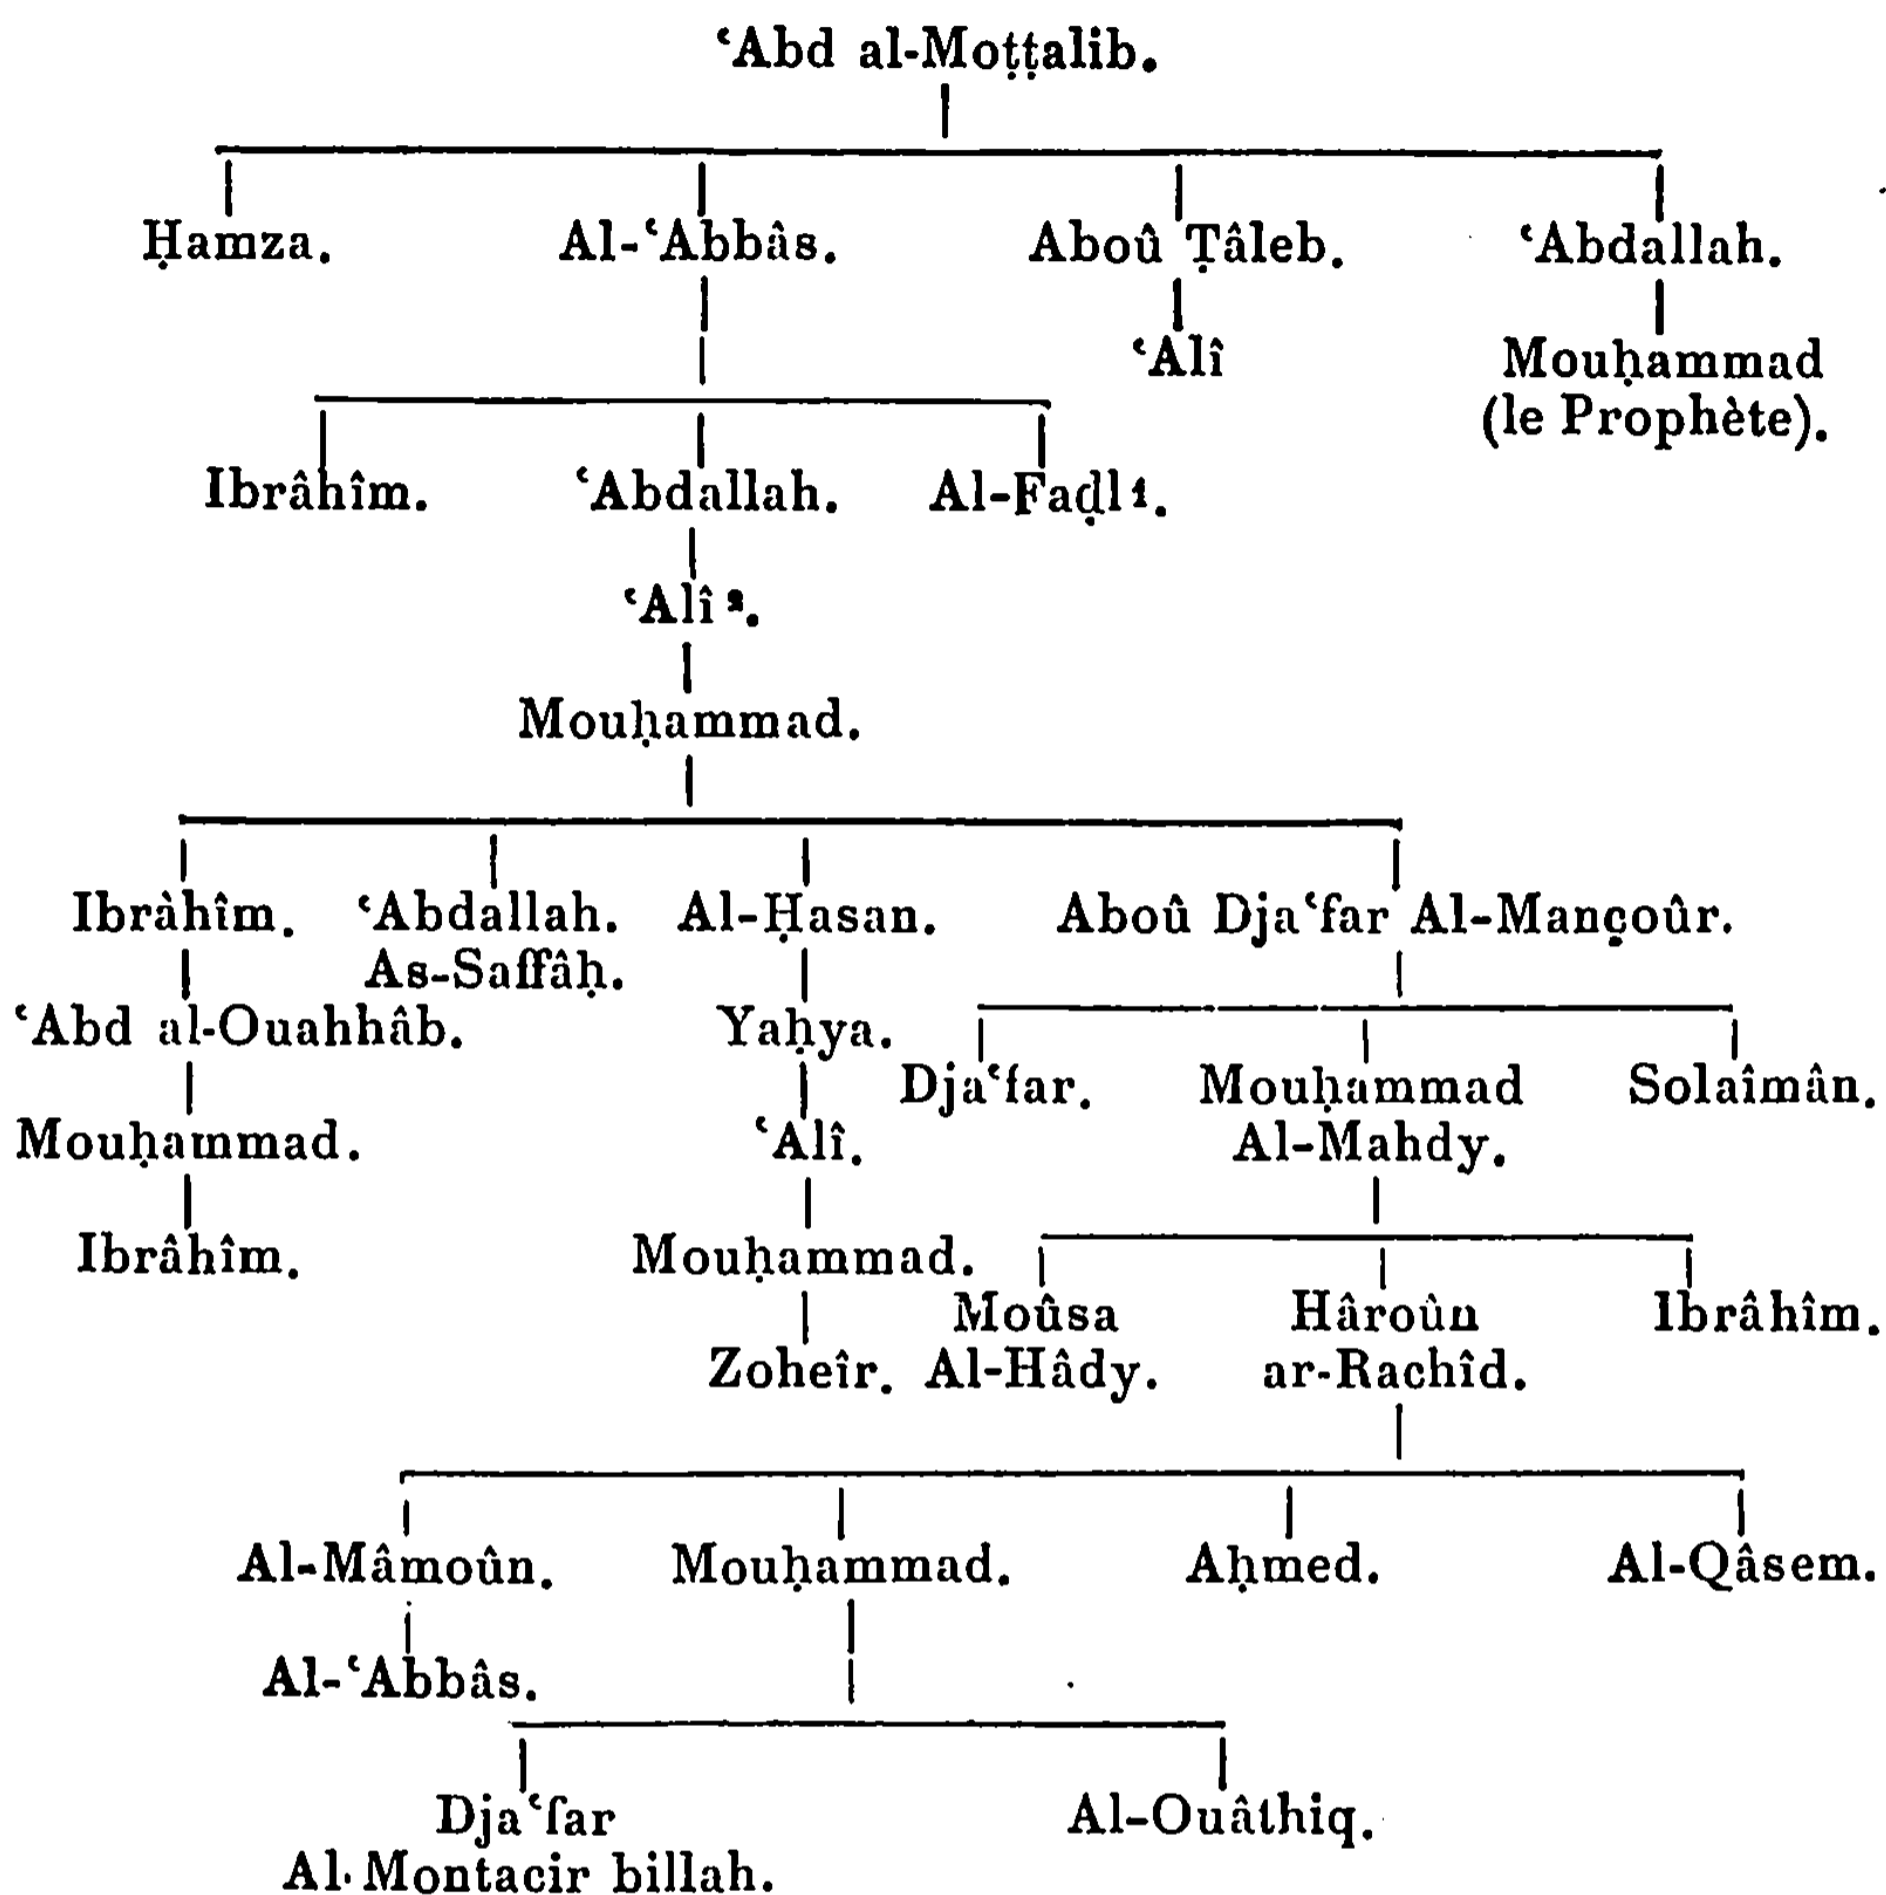 ʿAbd al-Moṭṭalib.
Ḥamza. Al-ʿAbbâs. Aboû Ṭâleb. ʿAbdallah.
ʿAlî Mouḥammad
(le Prophète).
Ibrâhîm. ʿAbdallah. Al-Faḍl¹.
ʿAlî².
Mouḥammad.
Ibràhîm. ʿAbdallah. Al-Ḥasan. Aboû Djaʿfar Al-Mançoûr.
As-Saffâḥ.
ʿAbd al-Ouahhâb. Yaḥya.
Djaʿfar. Mouḥammad Solaîmân.
Mouḥammad. ʿAlî. Al-Mahdy.
Ibrâhîm. Mouḥammad.
Moûsa Hâroûn Ibrâhîm.
Zoheîr. Al-Hâdy. ar-Rachîd.
Al-Mâmoûn. Mouḥammad. Aḥmed. Al-Qâsem.
Al-ʿAbbâs.
Djaʿfar Al-Ouâthiq.
Al-Montacir billah.